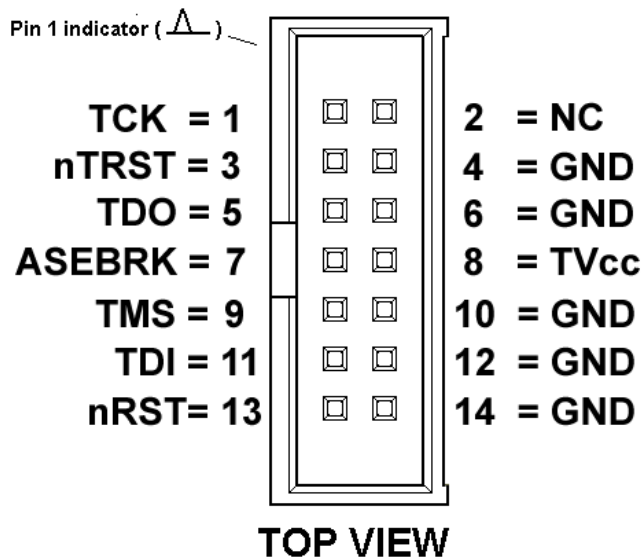 Pin 1 indicator ( )
TCK = 1 2 = NC
nTRST = 3 4 = GND
TDO = 5 6 = GND
ASEBRK = 7 8 = TVcc
TMS = 9 10 = GND
TDI = 11 12 = GND
nRST= 13 14 = GND
TOP VIEW